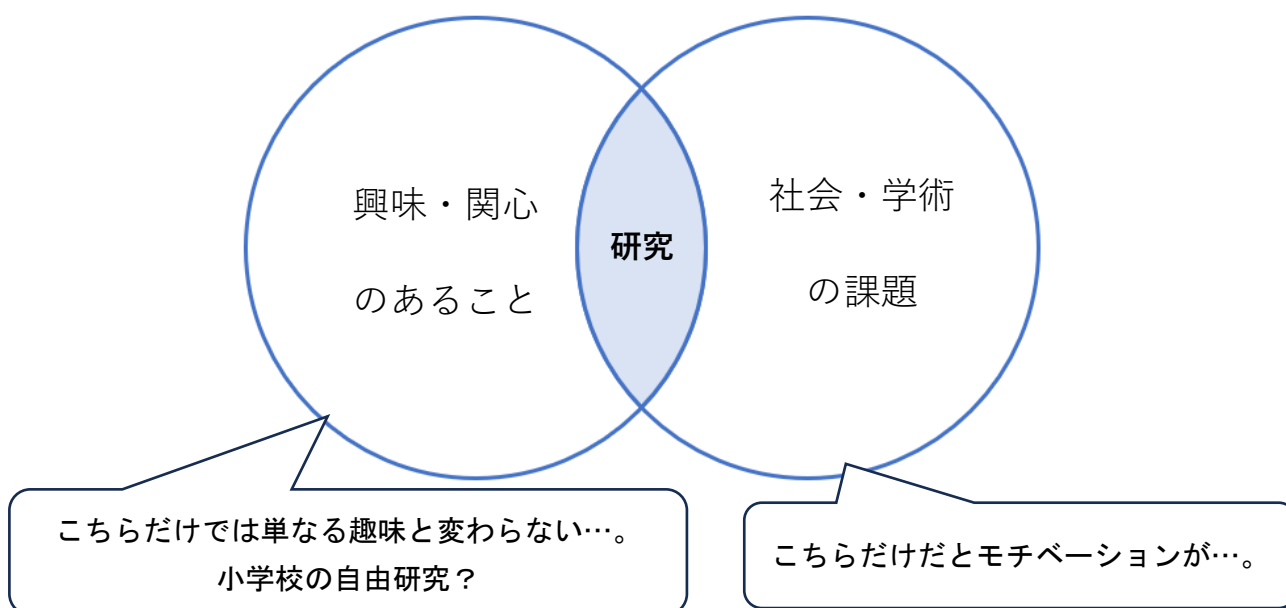 興味・関心
のあること
研究
社会・学術
の課題
こちらだけでは単なる趣味と変わらない…。
小学校の自由研究？
こちらだけだとモチベーションが…。